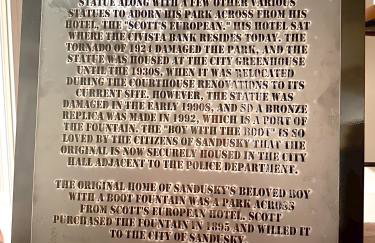 STATUE ALONG WITH A FEW OTHER VARIOUS
STATUES TO ADORN HIS PARK ACROSS FROM HIS
HOTEL, THE "SCOTT'S EUROPEAN." HIS HOTEL SAT
WHERE THE CIVISTA BANK RESIDES TODAY. THE
TORNADO OF 1924 DAMAGED THE PARK, AND THE
STATUE WAS HOUSED AT THE CITY GREENHOUSE
UNTIL THE 1930S, WHEN IT WAS RELOCATED
DURING THE COURTHOUSE RENOVATIONS TO ITS
CURRENT SITE. HOWEVER, THE STATUE WAS
DAMAGED IN THE EARLY 1990S, AND SO A BRONZE
REPLICA WAS MADE IN 1992, WHICH IS A PART OF
THE FOUNTAIN. THE "BOY WITH THE BOOT" IS SO
LOVED BY THE CITIZENS OF SANDUSKY THAT THE
ORIGINAL IS NOW SECURELY HOUSED IN THE CITY
HALL ADJACENT TO THE POLICE DEPARTMENT.
THE ORIGINAL HOME OF SANDUSKY'S BELOVED BOY
WITH A BOOT FOUNTAIN WAS A PARK ACROSS
FROM SCOTT'S EUROPEAN HOTEL. SCOTT
PURCHASED THE FOUNTAIN IN 1895 AND WILLED IT
TO THE CITY OF SANDUSKY.